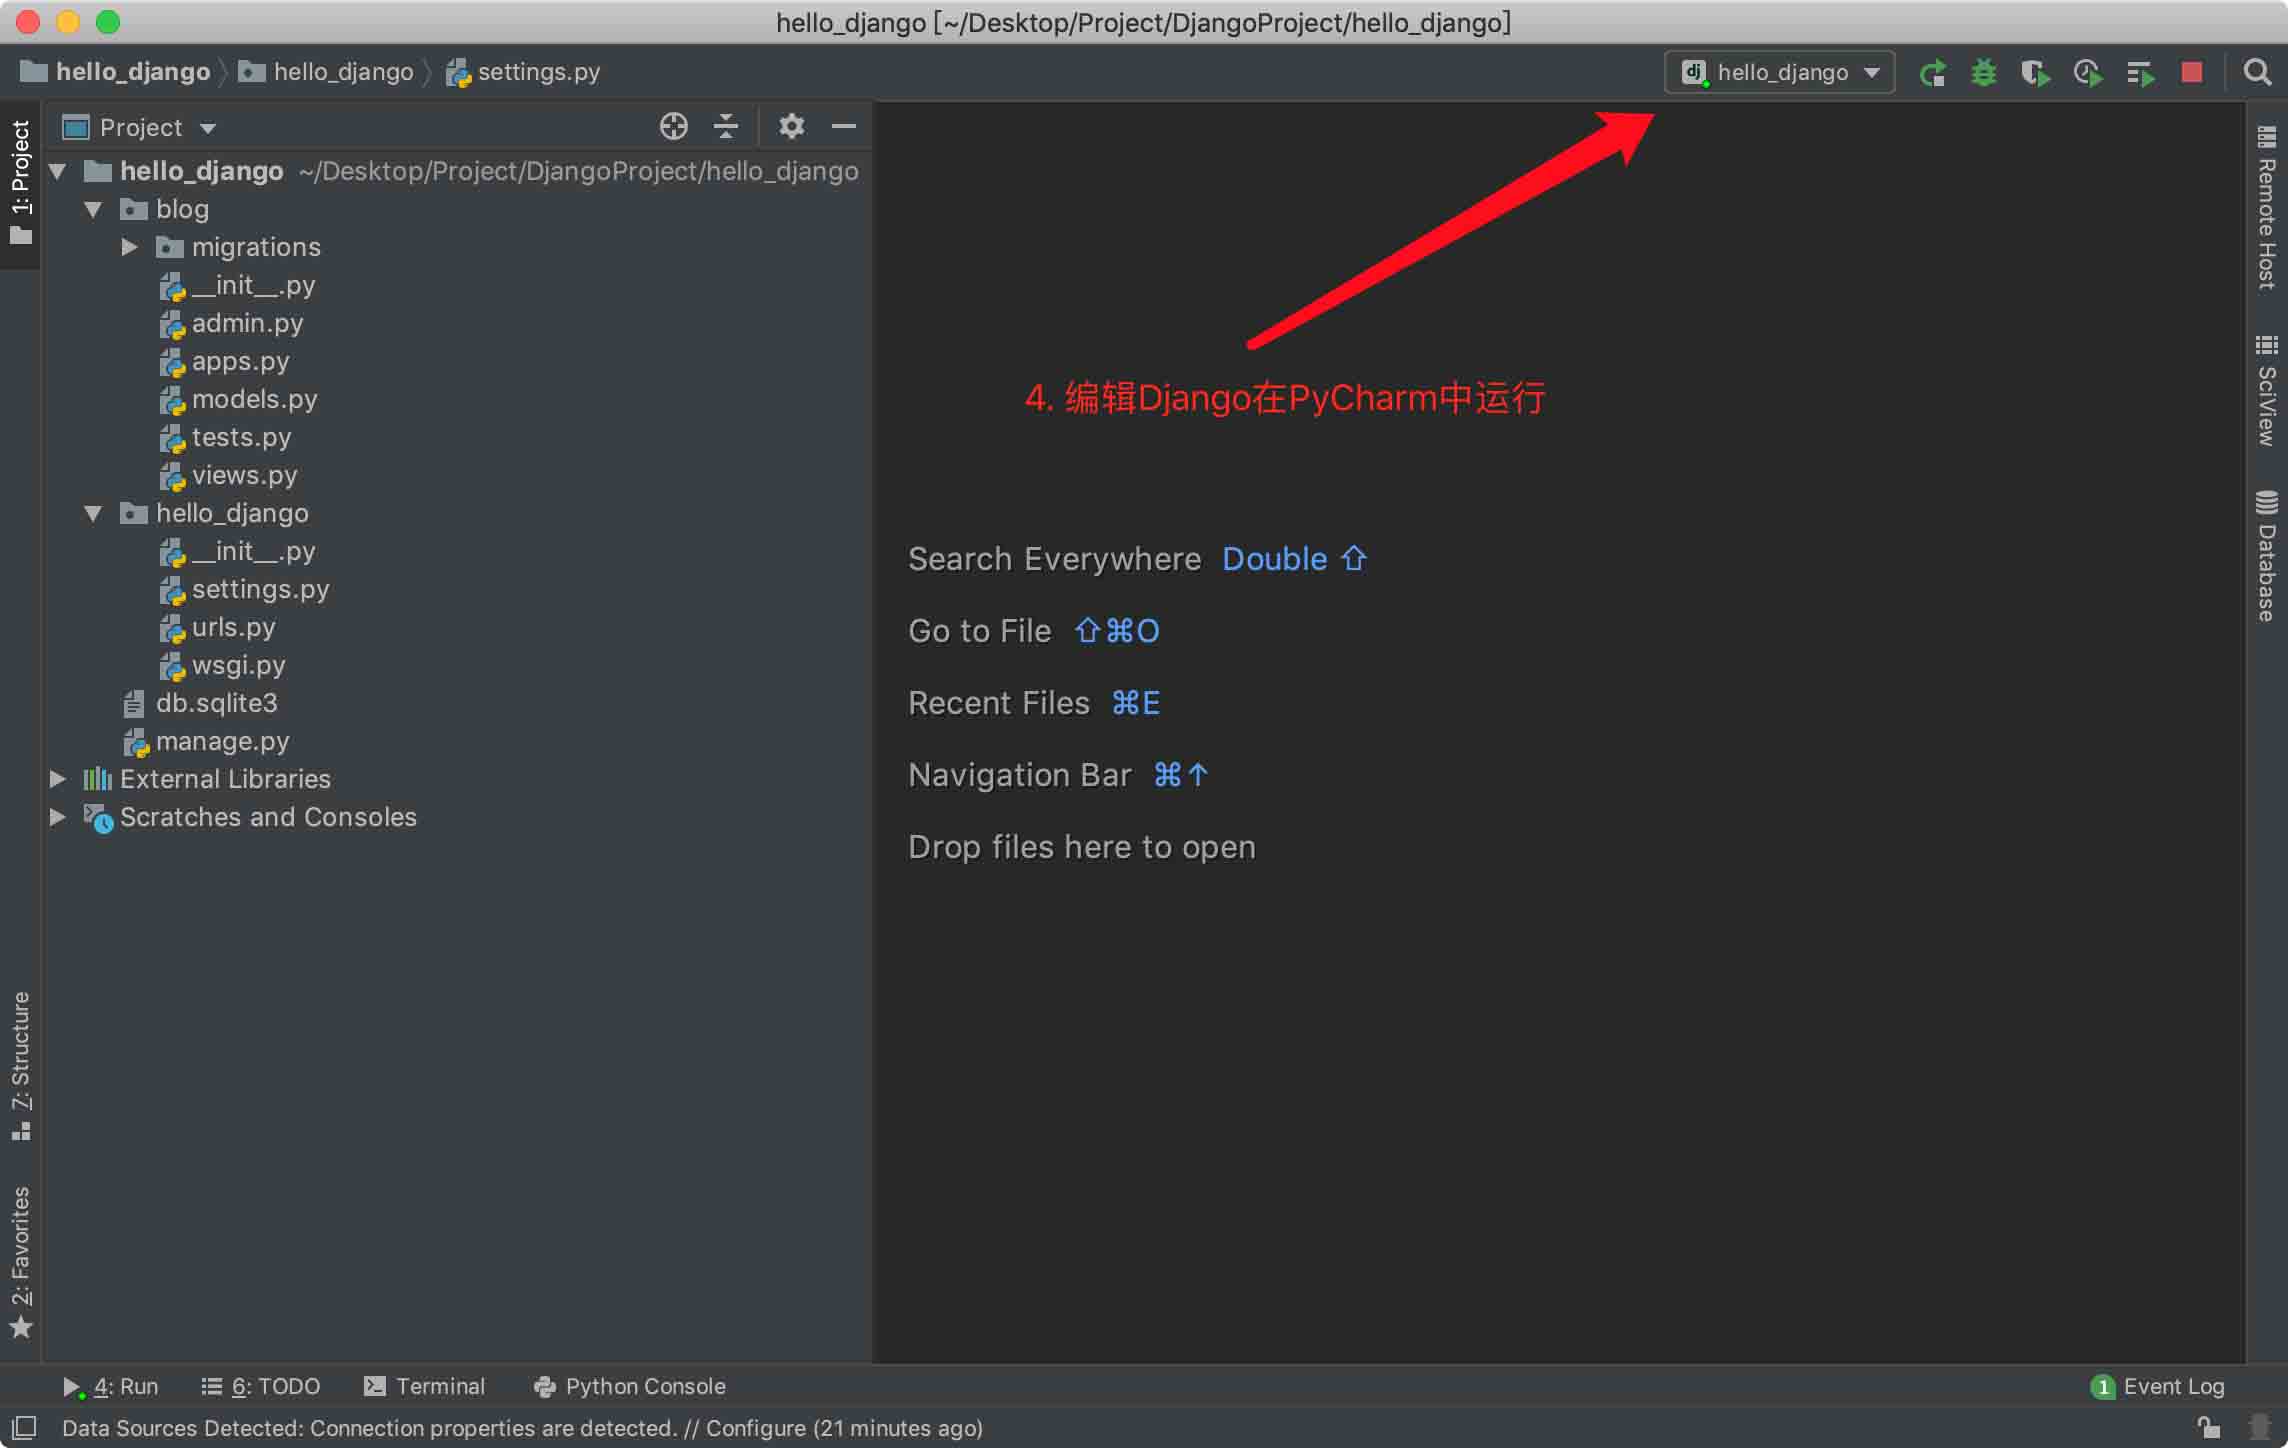 hello_django [~/Desktop/Project/DjangoProject/hello_django]
hello_django hello_django settings.py
dj hello_django
1: Project
Project
hello_django ~/Desktop/Project/DjangoProject/hello_django
blog
migrations
__init__.py
admin.py
apps.py
models.py
tests.py
views.py
hello_django
__init__.py
settings.py
urls.py
wsgi.py
db.sqlite3
manage.py
External Libraries
Scratches and Consoles
4. 编辑Django在PyCharm中运行
Search Everywhere Double ⇧
Go to File ⇧⌘O
Recent Files ⌘E
Navigation Bar ⌘↑
Drop files here to open
Remote Host
SciView
Database
7: Structure
2: Favorites
4: Run 6: TODO Terminal Python Console
1 Event Log
Data Sources Detected: Connection properties are detected. // Configure (21 minutes ago)